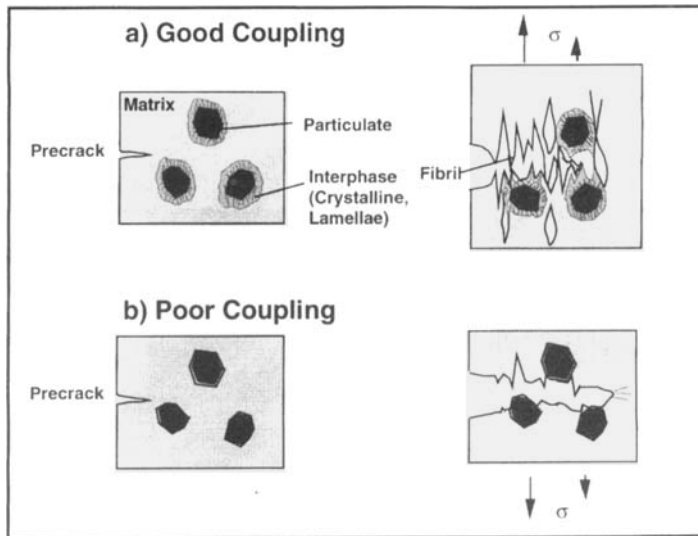 a) Good Coupling
σ
Matrix
Particulate
Precrack
Interphase
(Crystalline,
Lamellae)
Fibril
b) Poor Coupling
Precrack
σ